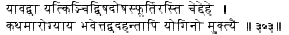 यावद्वा यत्किञ्चिद्विषदोषस्फूर्तिरस्ति चेद्देहे ।
कथमारोग्याय भवेत्तद्वदहन्तापि योगिनो मुक्त्यै ॥ ३०३॥